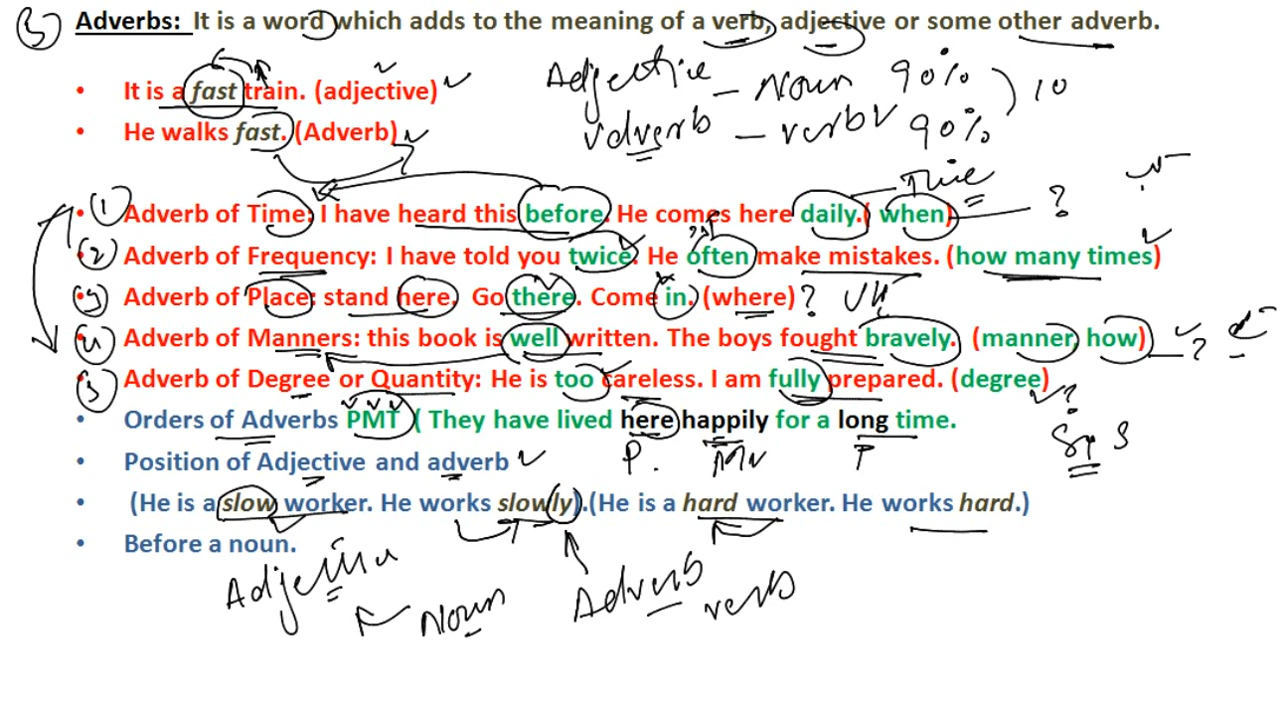 5 Adverbs: It is a word which adds to the meaning of a verb, adjective or some other adverb.
• It is a fast train. (adjective)
Adjective – Noun 90%
10
• He walks fast. (Adverb)
Adverb – verb 90%
Time
• (1) Adverb of Time: I have heard this before. He comes here daily.( when) ?
• (2) Adverb of Frequency: I have told you twice. He often make mistakes. (how many times)
• Adverb of Place: stand here. Go there. Come in. (where) ?
• Adverb of Manners: this book is well written. The boys fought bravely. (manner how) ?
• Adverb of Degree or Quantity: He is too careless. I am fully prepared. (degree) ?
• Orders of Adverbs PMT ( They have lived here happily for a long time.
• Position of Adjective and adverb
P. T
• (He is a slow worker. He works slowly).(He is a hard worker. He works hard.)
• Before a noun.
Adjective Noun Adverb verb